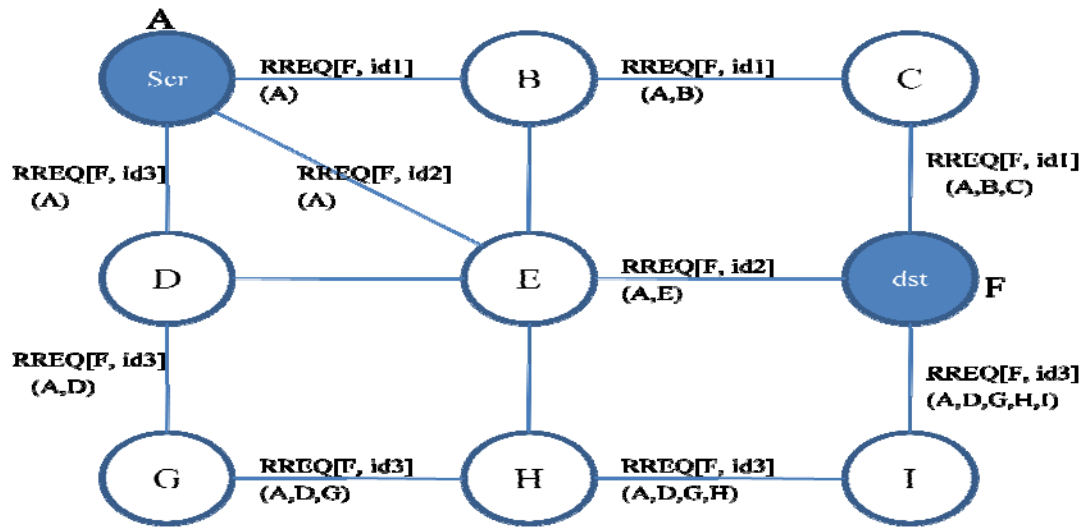 A
Scr
RREQ[F, id1]
(A)
B
RREQ[F, id1]
(A,B)
C
RREQ[F, id3]
(A)
RREQ[F, id2]
(A)
RREQ[F, id1]
(A,B,C)
D
E
RREQ[F, id2]
(A,E)
dst
F
RREQ[F, id3]
(A,D)
RREQ[F, id3]
(A,D,G,H,I)
G
RREQ[F, id3]
(A,D,G)
H
RREQ[F, id3]
(A,D,G,H)
I